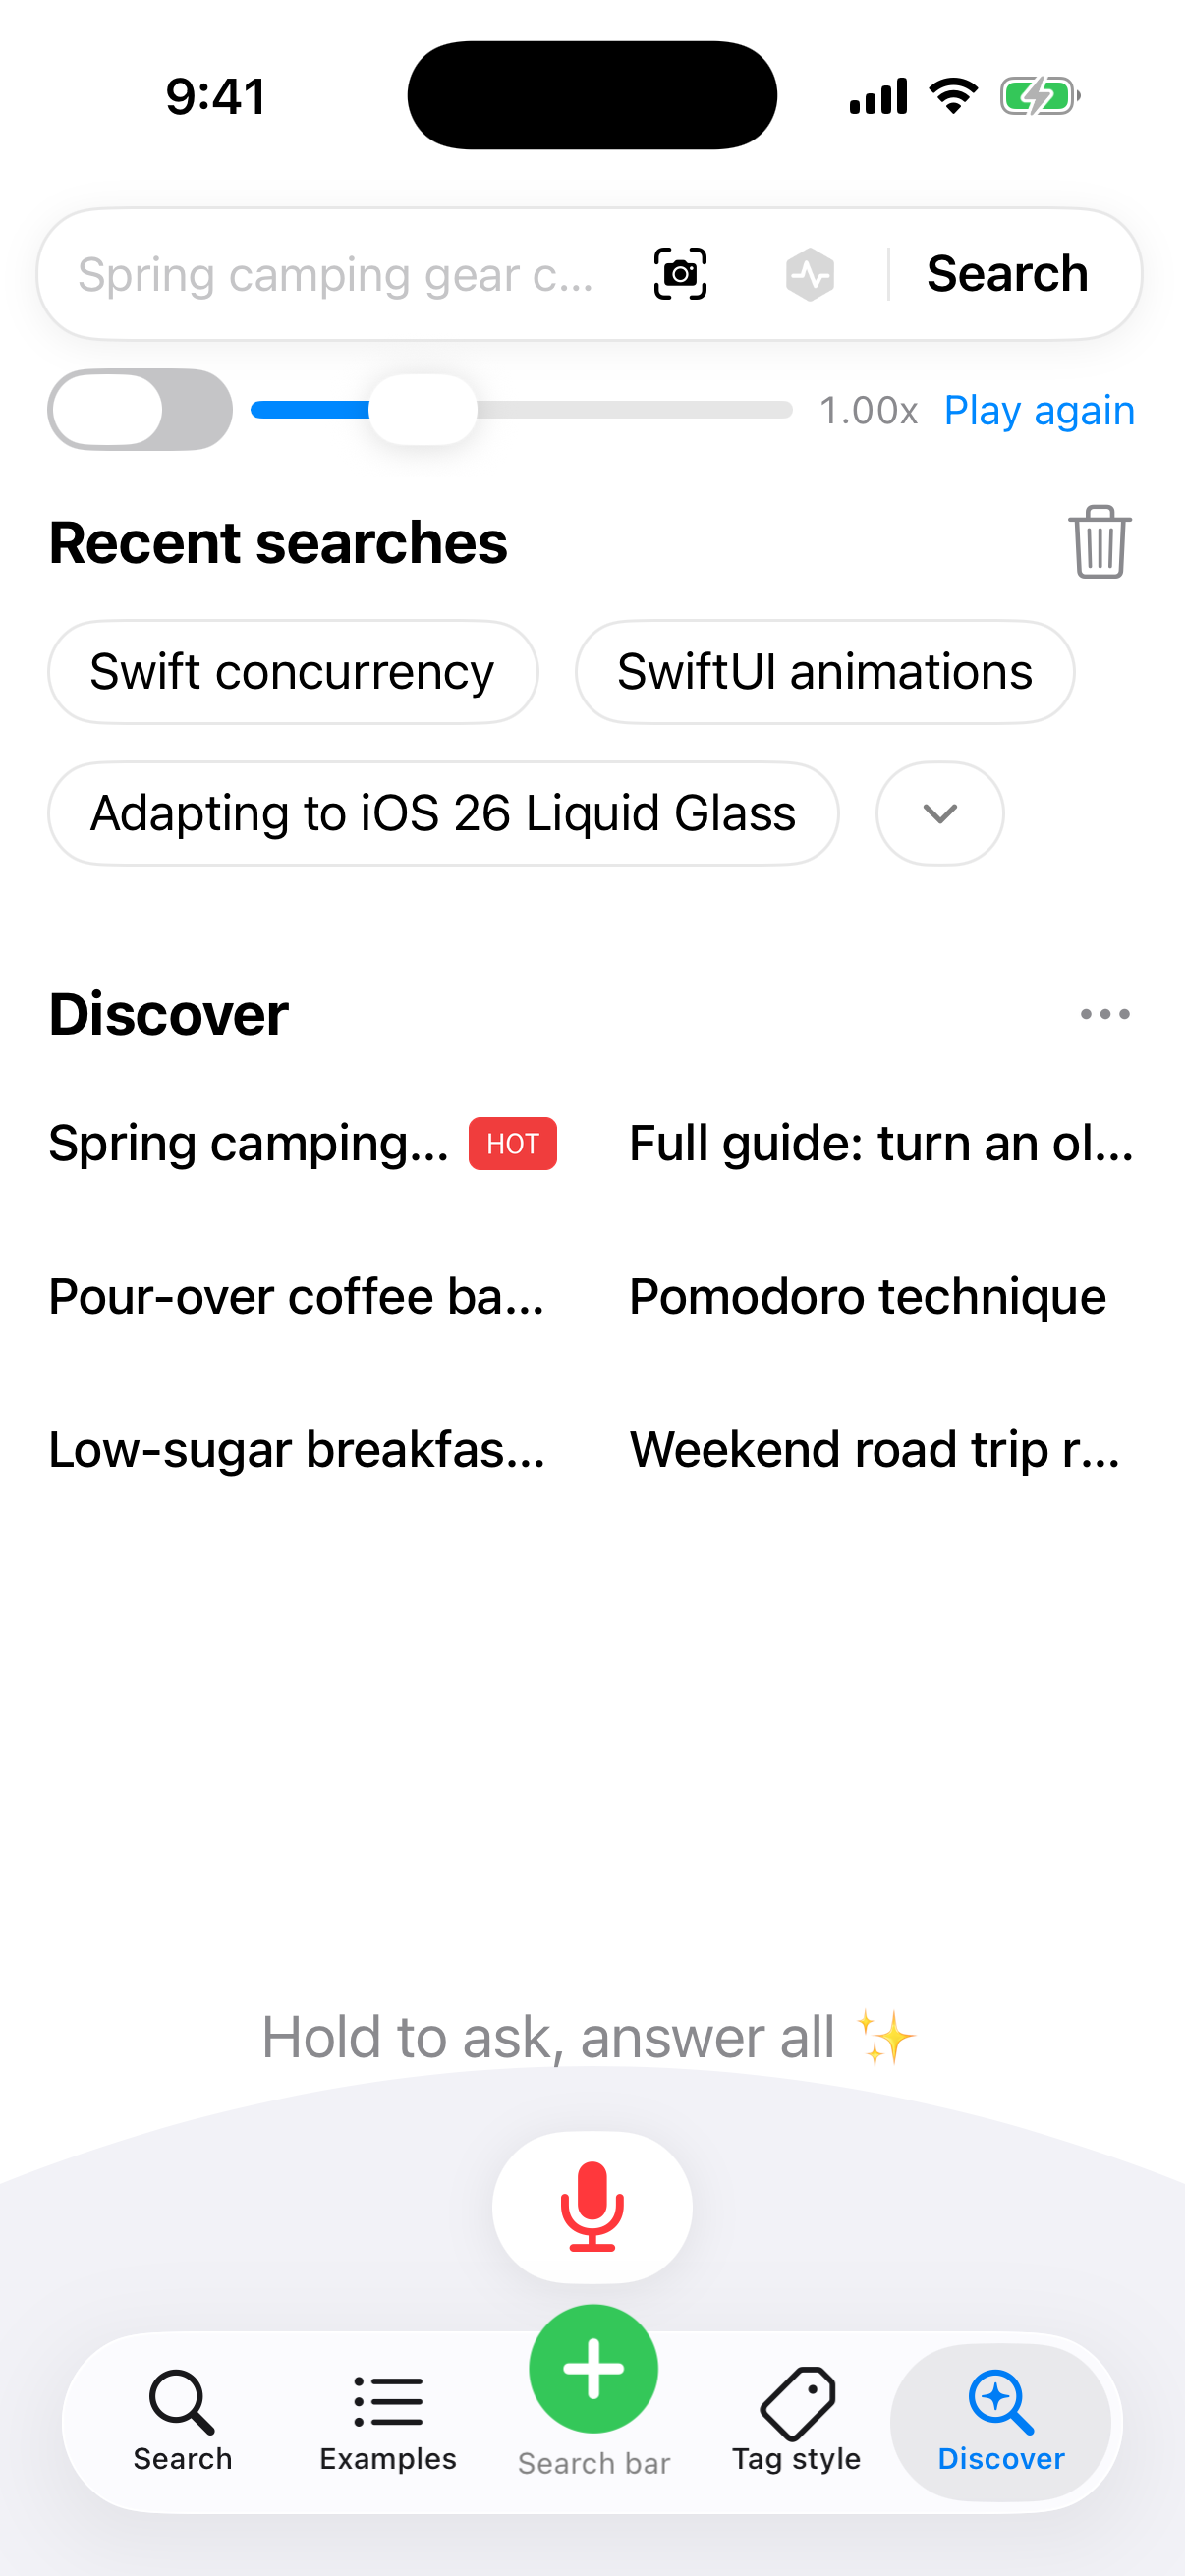 9:41
Spring camping gear c...
Search
1.00x
Play again
Recent searches
Swift concurrency
SwiftUI animations
Adapting to iOS 26 Liquid Glass
Discover
Spring camping...
HOT
Full guide: turn an ol...
Pour-over coffee ba...
Pomodoro technique
Low-sugar breakfas...
Weekend road trip r...
Hold to ask, answer all ✨
Search
Examples
Search bar
Tag style
Discover